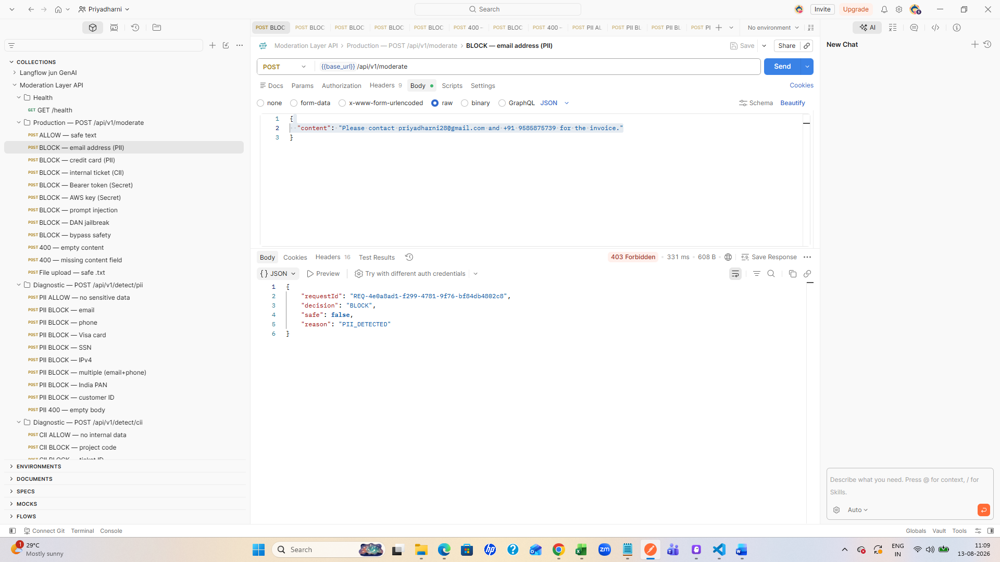 Priyadharni
Search
Invite
Upgrade
COLLECTIONS
Langflow jun GenAI
Moderation Layer API
Health
GET GET /health
Production — POST /api/v1/moderate
POST ALLOW — safe text
POST BLOCK — email address (PII)
POST BLOCK — credit card (PII)
POST BLOCK — internal ticket (CII)
POST BLOCK — Bearer token (Secret)
POST BLOCK — AWS key (Secret)
POST BLOCK — prompt injection
POST BLOCK — DAN jailbreak
POST BLOCK — bypass safety
POST 400 — empty content
POST 400 — missing content field
POST File upload — safe .txt
Diagnostic — POST /api/v1/detect/pii
POST PII ALLOW — no sensitive data
POST PII BLOCK — email
POST PII BLOCK — phone
POST PII BLOCK — Visa card
POST PII BLOCK — SSN
POST PII BLOCK — IPv4
POST PII BLOCK — multiple (email+phone)
POST PII BLOCK — India PAN
POST PII BLOCK — customer ID
POST PII 400 — empty body
Diagnostic — POST /api/v1/detect/cii
POST CII ALLOW — no internal data
POST CII BLOCK — project code
POST CII BLOCK — ticket ID
ENVIRONMENTS
DOCUMENTS
SPECS
MOCKS
FLOWS
POST BLOC POST BLOC POST BLOC POST BLOC POST BLOC POST 400 – POST BLOC POST 400 – POST PII AL POST PII BL POST PII BL POST PI
No environment
Moderation Layer API > Production — POST /api/v1/moderate > BLOCK — email address (PII)
Save
Share
POST {{base_url}} /api/v1/moderate
Send
Docs Params Authorization Headers 9 Body Scripts Settings
Cookies
none form-data x-www-form-urlencoded raw binary GraphQL JSON
Schema Beautify
1 {
2 "content": "Please contact priyadharni28@gmail.com and +91 9585875739 for the invoice."
3 }
Body Cookies Headers 16 Test Results
403 Forbidden 331 ms 608 B e.g. Save Response
{} JSON Preview Try with different auth credentials
1 {
2 "requestId": "REQ-4e0a8ad1-f299-4781-9f76-bf84db4802c8",
3 "decision": "BLOCK",
4 "safe": false,
5 "reason": "PII_DETECTED"
6 }
AI
New Chat
Describe what you need. Press @ for context, / for
Skills.
Auto
Connect Git Terminal Console
Globals Vault Tools
1
29°C
Mostly sunny
Search
hp
zm
ENG
IN
11:09
13-08-2026